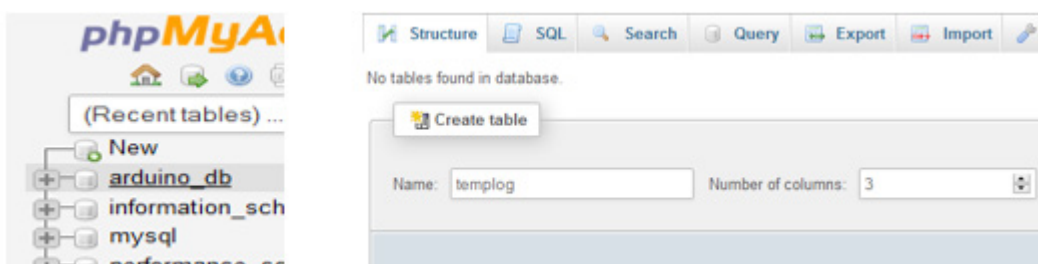 phpMyA
(Recent tables) ...
New
arduino_db
information_sch
mysql
Structure SQL Search Query Export Import
No tables found in database.
Create table
Name: templog Number of columns: 3